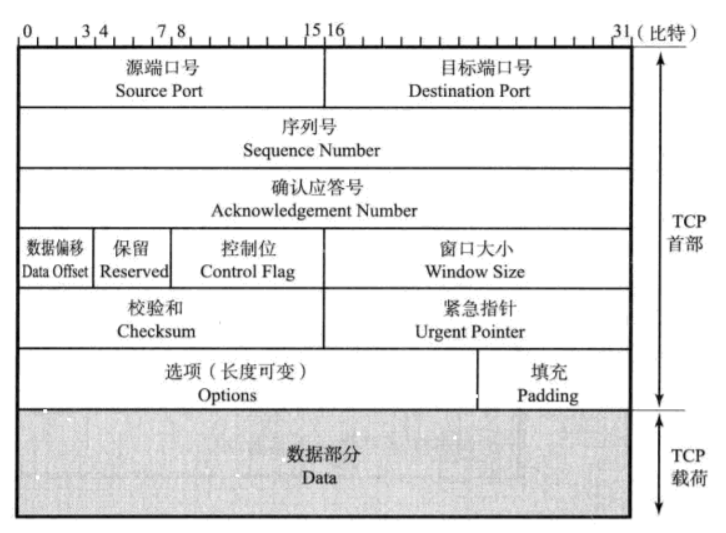 0 3 4 7 8 15 16 31 (比特)
源端口号 目标端口号
Source Port Destination Port
序列号
Sequence Number
确认应答号
Acknowledgement Number
数据偏移 保留 控制位 窗口大小
Data Offset Reserved Control Flag Window Size
校验和 紧急指针
Checksum Urgent Pointer
选项(长度可变) 填充
Options Padding
TCP
首部
数据部分
Data
TCP
载荷